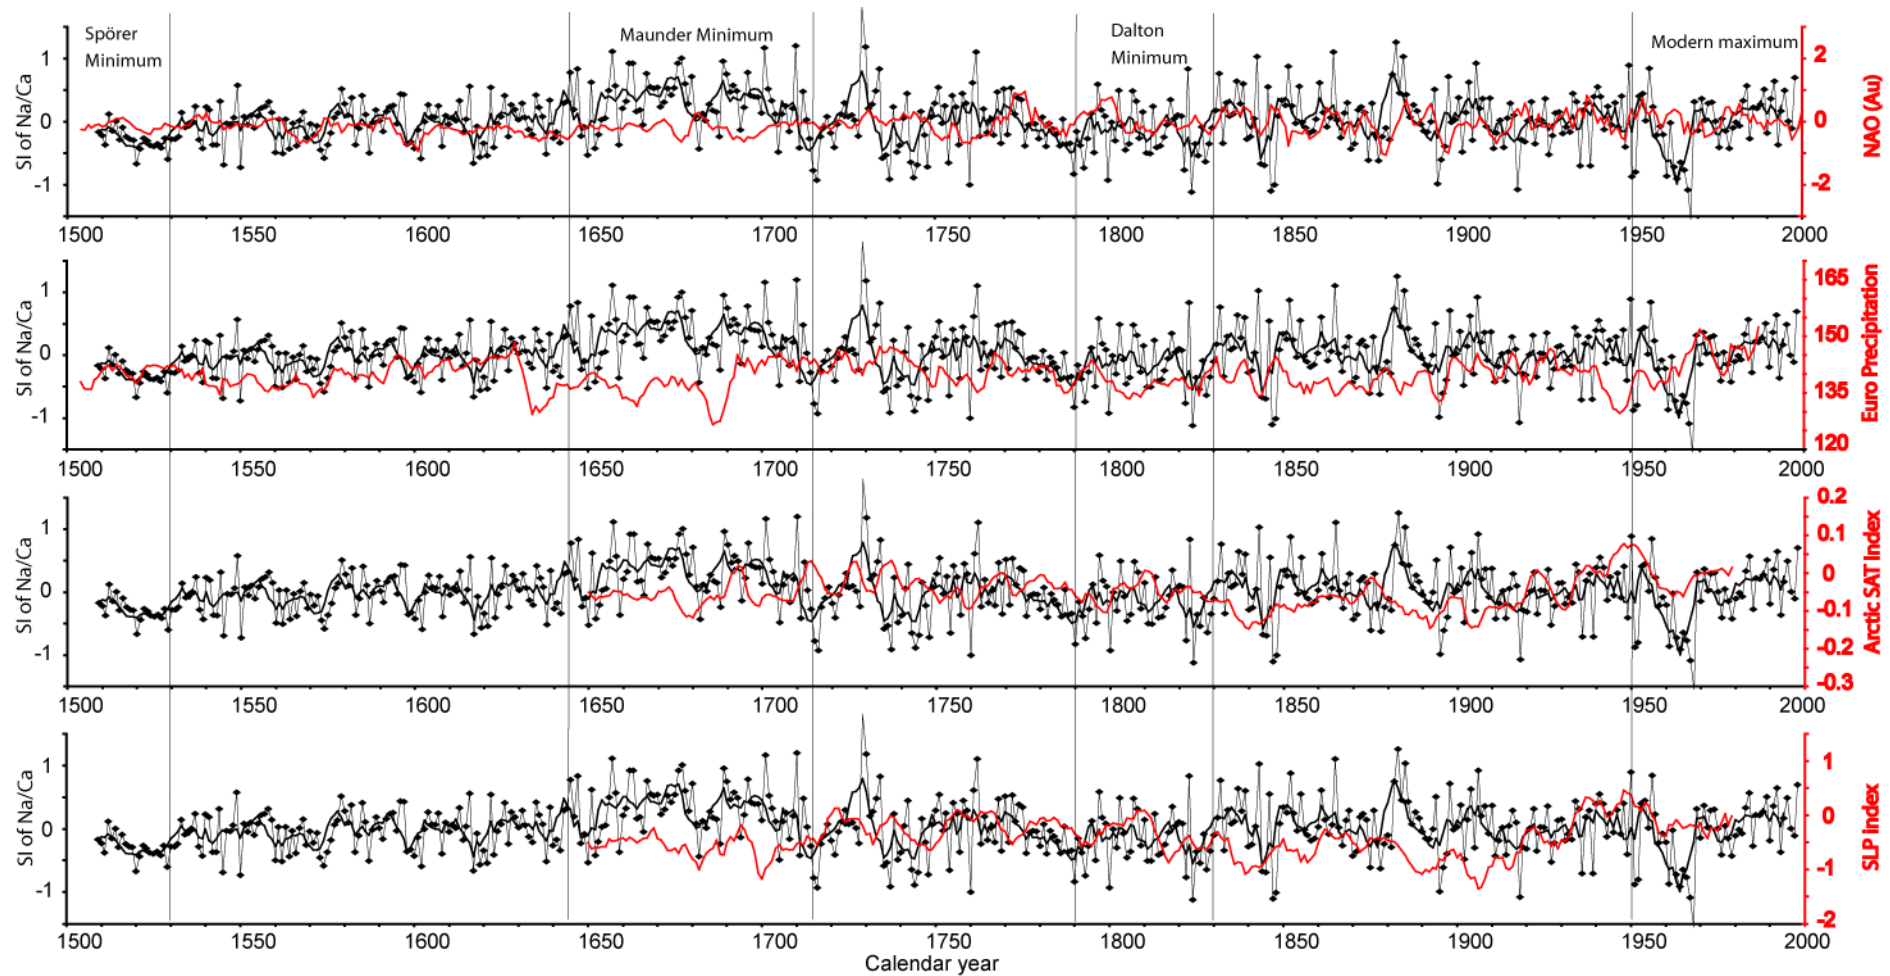 Spörer
Minimum
Maunder Minimum
Dalton
Minimum
Modern maximum
SI of Na/Ca
1
0
-1
2
0
-2
NAO (Au)
1500 1550 1600 1650 1700 1750 1800 1850 1900 1950 2000
SI of Na/Ca
1
0
-1
165
150
135
120
Euro Precipitation
1500 1550 1600 1650 1700 1750 1800 1850 1900 1950 2000
SI of Na/Ca
1
0
-1
0.2
0.1
0
-0.1
-0.2
-0.3
Arctic SAT Index
1500 1550 1600 1650 1700 1750 1800 1850 1900 1950 2000
SI of Na/Ca
1
0
-1
1
0
-1
-2
SLP Index
1500 1550 1600 1650 1700 1750 1800 1850 1900 1950 2000
Calendar year